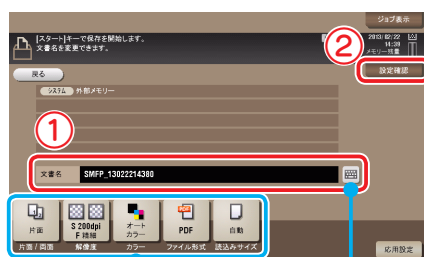 ジョブ表示
[スタート]キーで保存を開始します。
文書名を変更できます。
2013/02/22
14:39
メモリー残量
②
戻る
設定確認
システム 外部メモリー
①
文書名 SMFP_13022214380
片面
S 200dpi
F 精細
オート
カラー
PDF
自動
片面/両面 解像度 カラー ファイル形式 読込みサイズ
応用設定